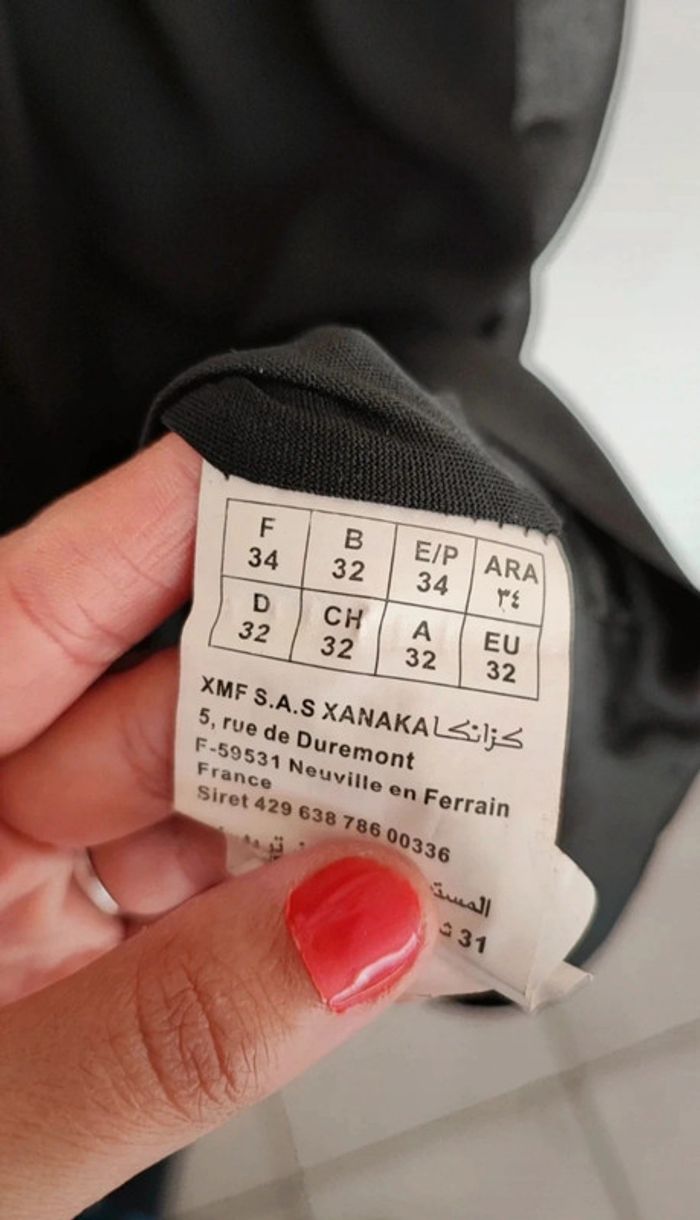 F B E/P ARA
34 32 34 ٣٤
D CH A EU
32 32 32 32
XMF S.A.S XANAKA كزانكا
5, rue de Duremont
F-59531 Neuville en Ferrain
France
Siret 429 638 786 00336
31